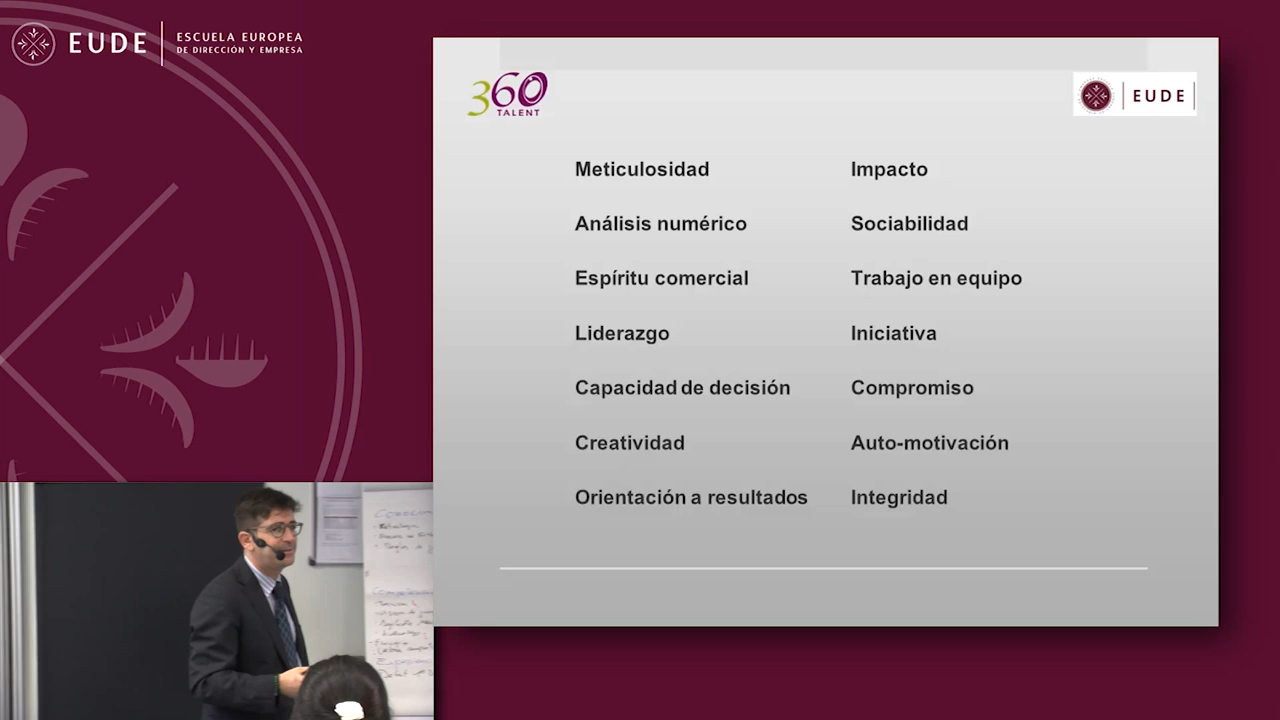 EUDE
ESCUELA EUROPEA
DE DIRECCIÓN Y EMPRESA
360
TALENT
EUDE
Meticulosidad
Impacto
Análisis numérico
Sociabilidad
Espíritu comercial
Trabajo en equipo
Liderazgo
Iniciativa
Capacidad de decisión
Compromiso
Creatividad
Auto-motivación
Orientación a resultados
Integridad